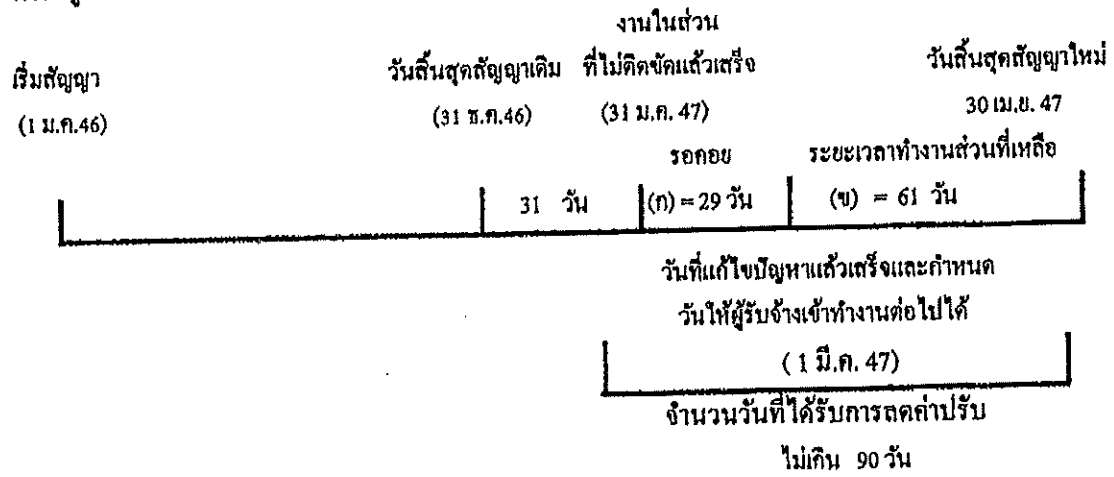 งานในส่วน
เริ่มสัญญา วันสิ้นสุดสัญญาเดิม ที่ไม่ติดขัดแล้วเสร็จ วันสิ้นสุดสัญญาใหม่
(1 ม.ค.46) (31 ธ.ค.46) (31 ม.ค. 47) 30 เม.ย. 47
รอคอย ระยะเวลาทำงานส่วนที่เหลือ
31 วัน (ก) = 29 วัน (ข) = 61 วัน
วันที่แก้ไขปัญหาแล้วเสร็จและกำหนด
วันให้ผู้รับจ้างเข้าทำงานต่อไปได้
( 1 มี.ค. 47)
จำนวนวันที่ได้รับการลดค่าปรับ
ไม่เกิน 90 วัน